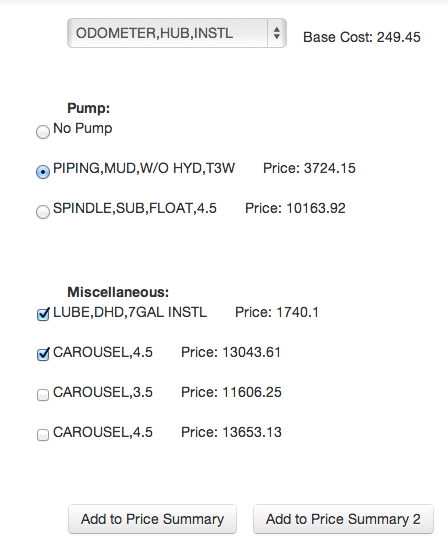 ODOMETER,HUB,INSTL Base Cost: 249.45
Pump:
No Pump
PIPING,MUD,W/O HYD,T3W Price: 3724.15
SPINDLE,SUB,FLOAT,4.5 Price: 10163.92
Miscellaneous:
LUBE,DHD,7GAL INSTL Price: 1740.1
CAROUSEL,4.5 Price: 13043.61
CAROUSEL,3.5 Price: 11606.25
CAROUSEL,4.5 Price: 13653.13
Add to Price Summary Add to Price Summary 2